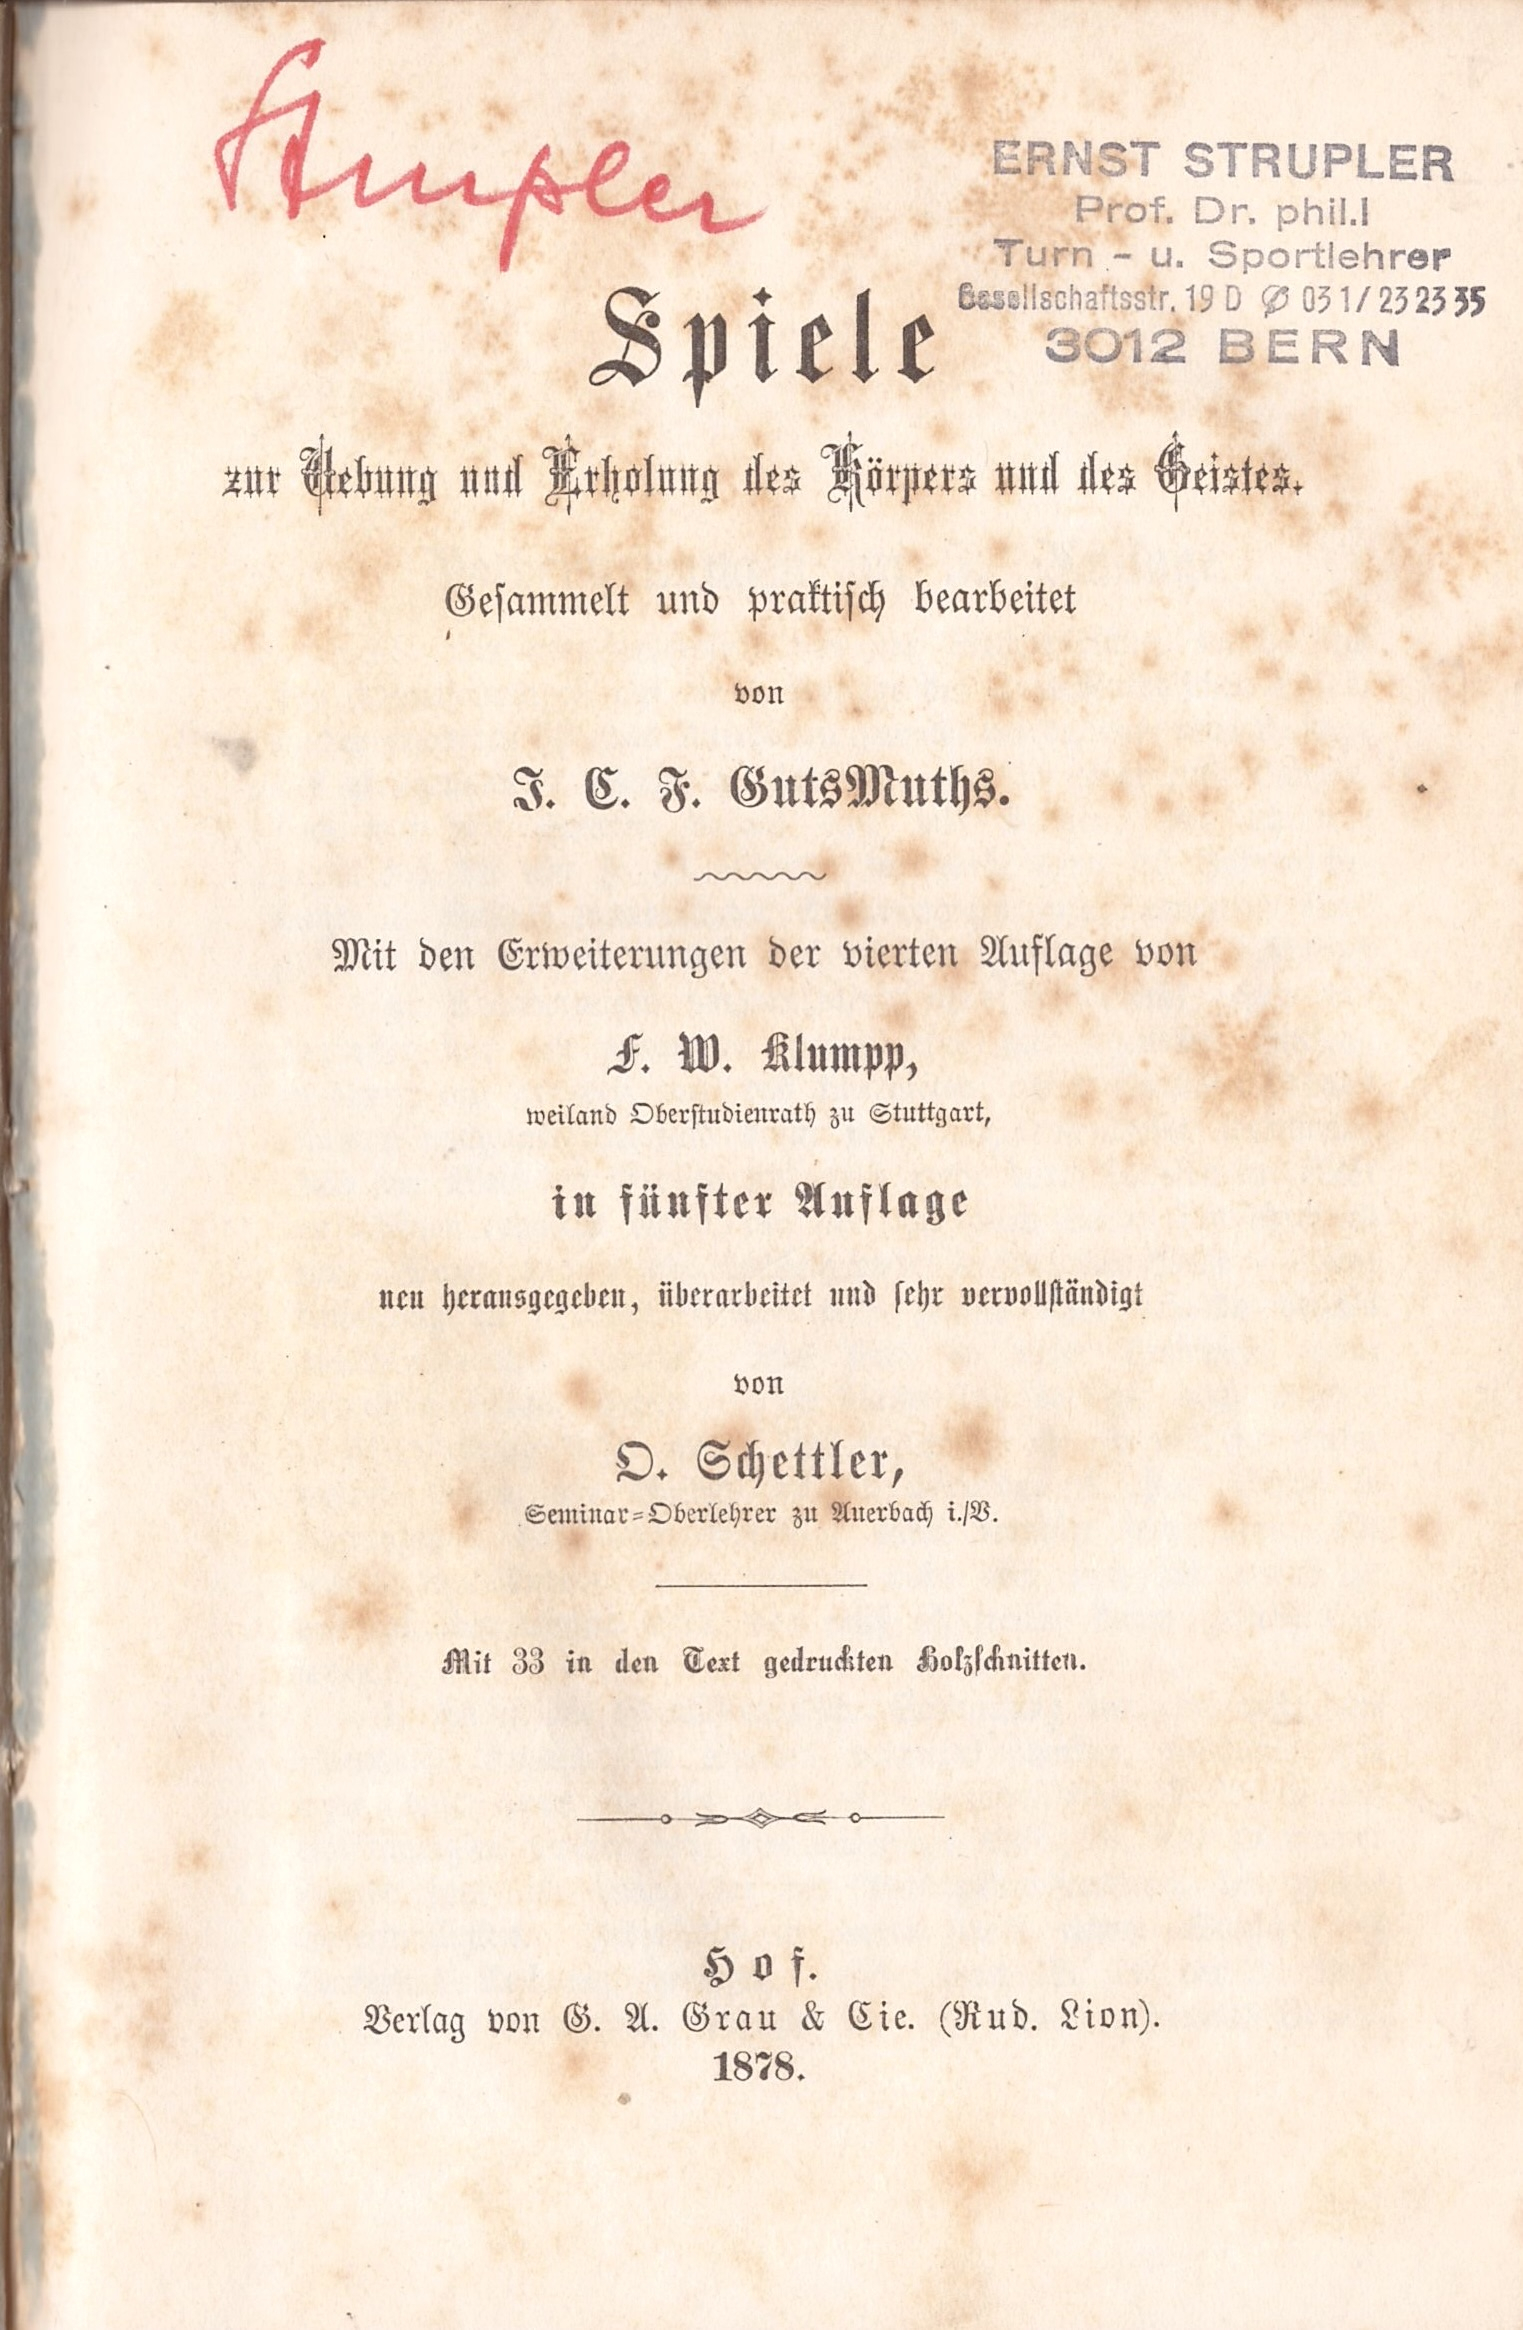 Strupler
ERNST STRUPLER
Prof. Dr. phil.I
Turn - u. Sportlehrer
Gesellschaftsstr. 19 D ∅ 031/ 23 23 35
3012 BERN
Spiele
zur Uebung und Erholung des Körpers und des Geistes.
Gesammelt und praktisch bearbeitet
von
J. C. F. GutsMuths.
Mit den Erweiterungen der vierten Auflage von
F. W. Klumpp,
weiland Oberstudienrath zu Stuttgart,
in fünfter Auflage
neu herausgegeben, überarbeitet und sehr vervollständigt
von
O. Schettler,
Seminar-Oberlehrer zu Auerbach i./V.
Mit 33 in den Text gedruckten Holzschnitten.
Hof.
Verlag von G. A. Grau & Cie. (Rud. Lion).
1878.